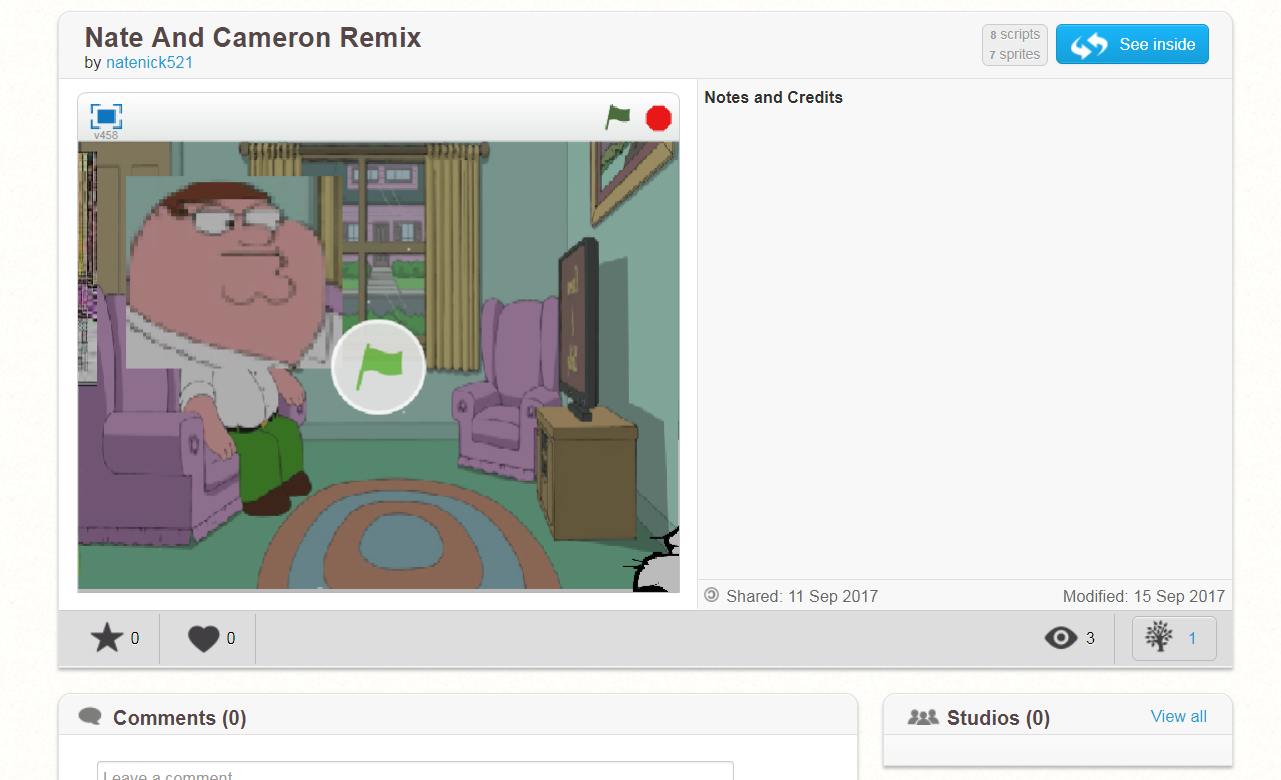 Nate And Cameron Remix
by natenick521
8 scripts
7 sprites
See inside
v458
Notes and Credits
Shared: 11 Sep 2017
Modified: 15 Sep 2017
0
0
3
1
Comments (0)
Studios (0)
View all
Leave a comment